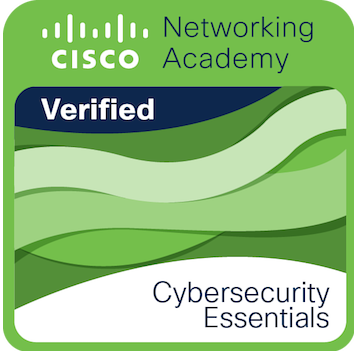 cisco
Networking
Academy
Verified
Cybersecurity
Essentials